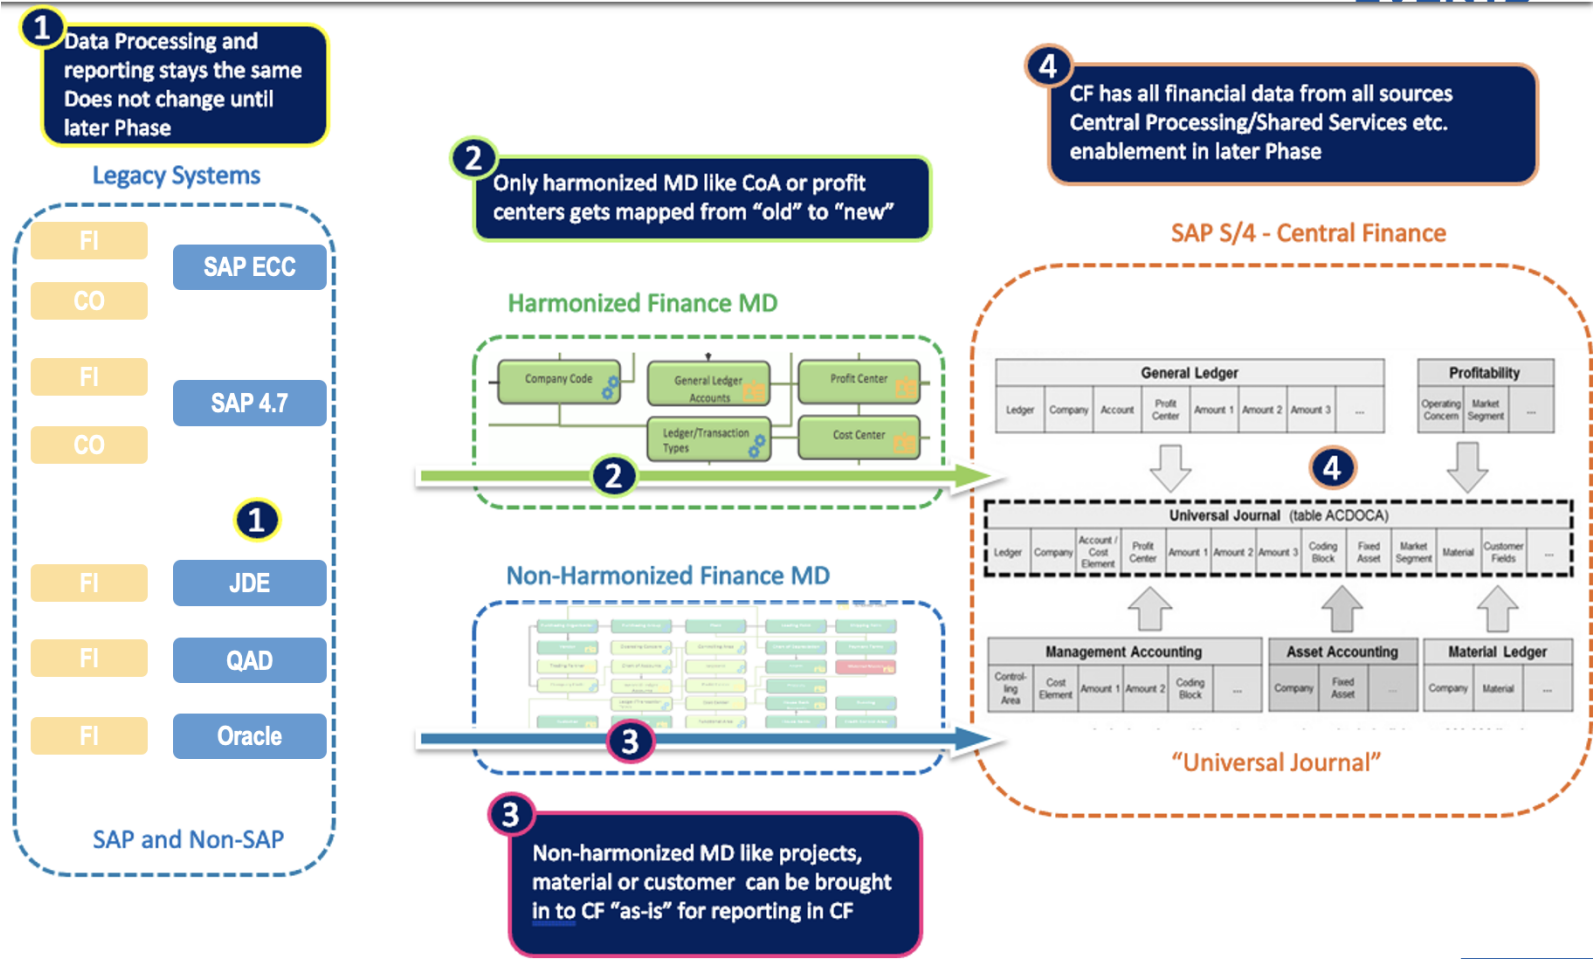 1
Data Processing and
reporting stays the same
Does not change until
later Phase
Legacy Systems
FI
SAP ECC
CO
FI
SAP 4.7
CO
1
FI
JDE
FI
QAD
FI
Oracle
SAP and Non-SAP
2
Only harmonized MD like CoA or profit
centers gets mapped from “old” to “new”
Harmonized Finance MD
Company Code
General Ledger
Accounts
Profit Center
Ledger/Transaction
Types
Cost Center
2
Non-Harmonized Finance MD
3
3
Non-harmonized MD like projects,
material or customer can be brought
in to CF “as-is” for reporting in CF
4
CF has all financial data from all sources
Central Processing/Shared Services etc.
enablement in later Phase
SAP S/4 - Central Finance
General Ledger
Ledger Company Account Profit Center Amount 1 Amount 2 Amount 3 ...
Profitability
Operating Concern Market Segment ...
4
Universal Journal (table ACDOCA)
Ledger Company Account / Cost Element Profit Center Amount 1 Amount 2 Amount 3 Coding Block Fixed Asset Market Segment Material Customer Fields ...
Management Accounting
Control-ling Area Cost Element Amount 1 Amount 2 Coding Block ...
Asset Accounting
Company Fixed Asset ...
Material Ledger
Company Material ...
“Universal Journal”